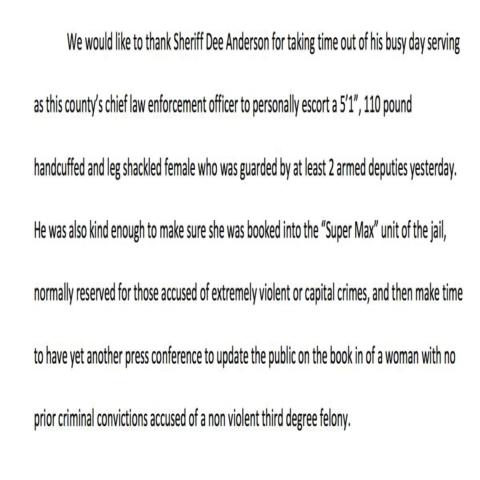 We would like to thank Sheriff Dee Anderson for taking time out of his busy day serving
as this county's chief law enforcement officer to personally escort a 5'1", 110 pound
handcuffed and leg shackled female who was guarded by at least 2 armed deputies yesterday.
He was also kind enough to make sure she was booked into the “Super Max” unit of the jail,
normally reserved for those accused of extremely violent or capital crimes, and then make time
to have yet another press conference to update the public on the book in of a woman with no
prior criminal convictions accused of a non violent third degree felony.